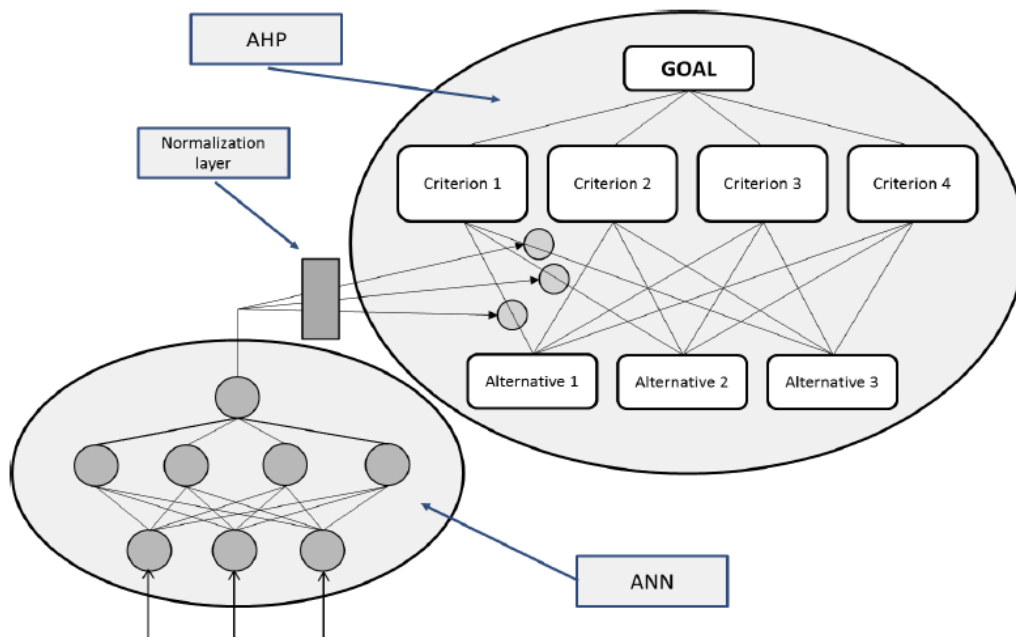 AHP
GOAL
Normalization
layer
Criterion 1
Criterion 2
Criterion 3
Criterion 4
Alternative 1
Alternative 2
Alternative 3
ANN